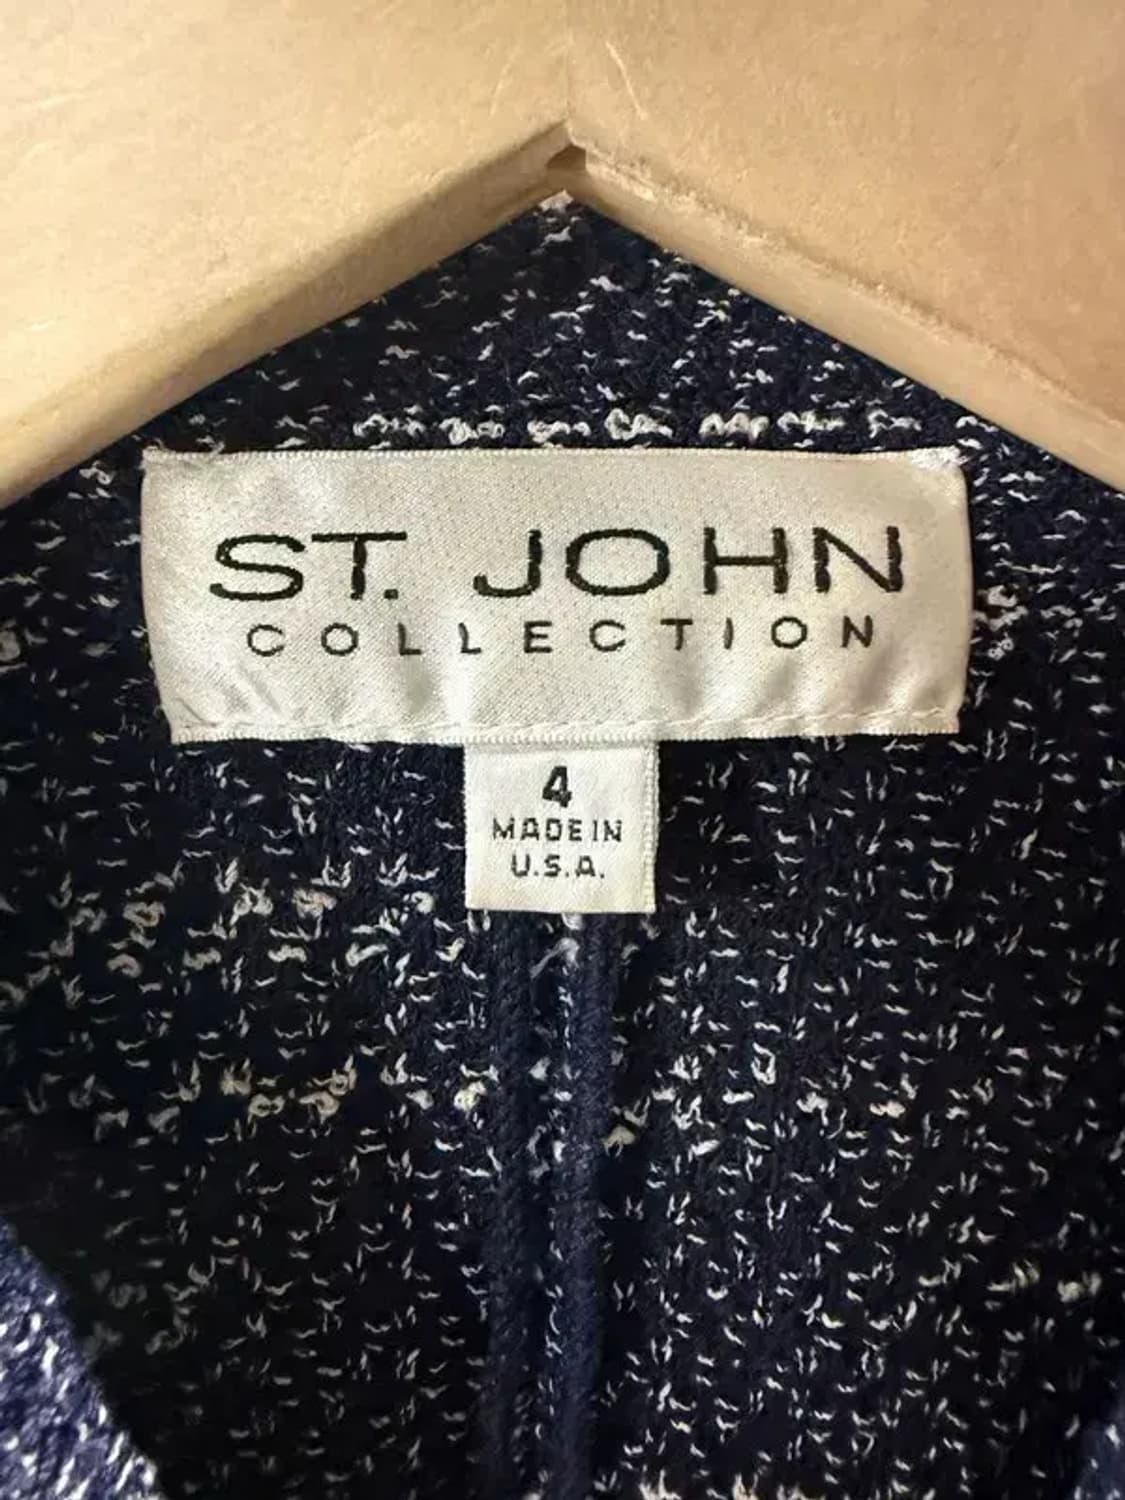 ST. JOHN
COLLECTION
4
MADE IN
U.S.A.